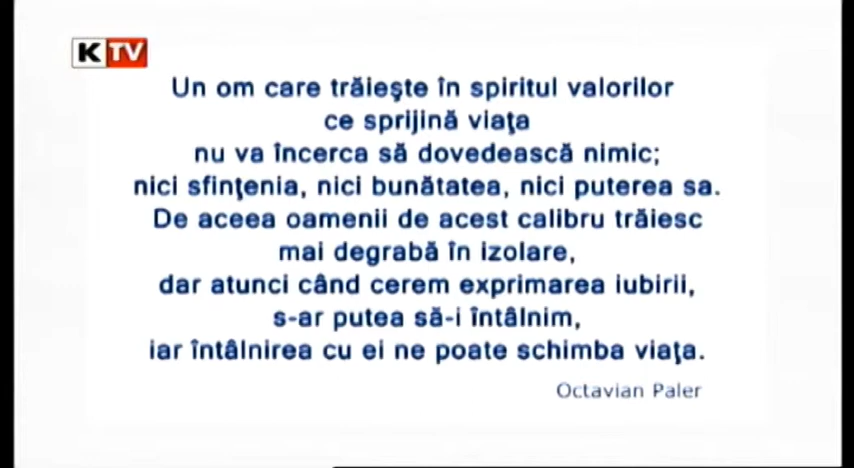 K TV
Un om care trăieşte în spiritul valorilor
ce sprijină viaţa
nu va încerca să dovedească nimic;
nici sfinţenia, nici bunătatea, nici puterea sa.
De aceea oamenii de acest calibru trăiesc
mai degrabă în izolare,
dar atunci când cerem exprimarea iubirii,
s-ar putea să-i întâlnim,
iar întâlnirea cu ei ne poate schimba viaţa.
Octavian Paler